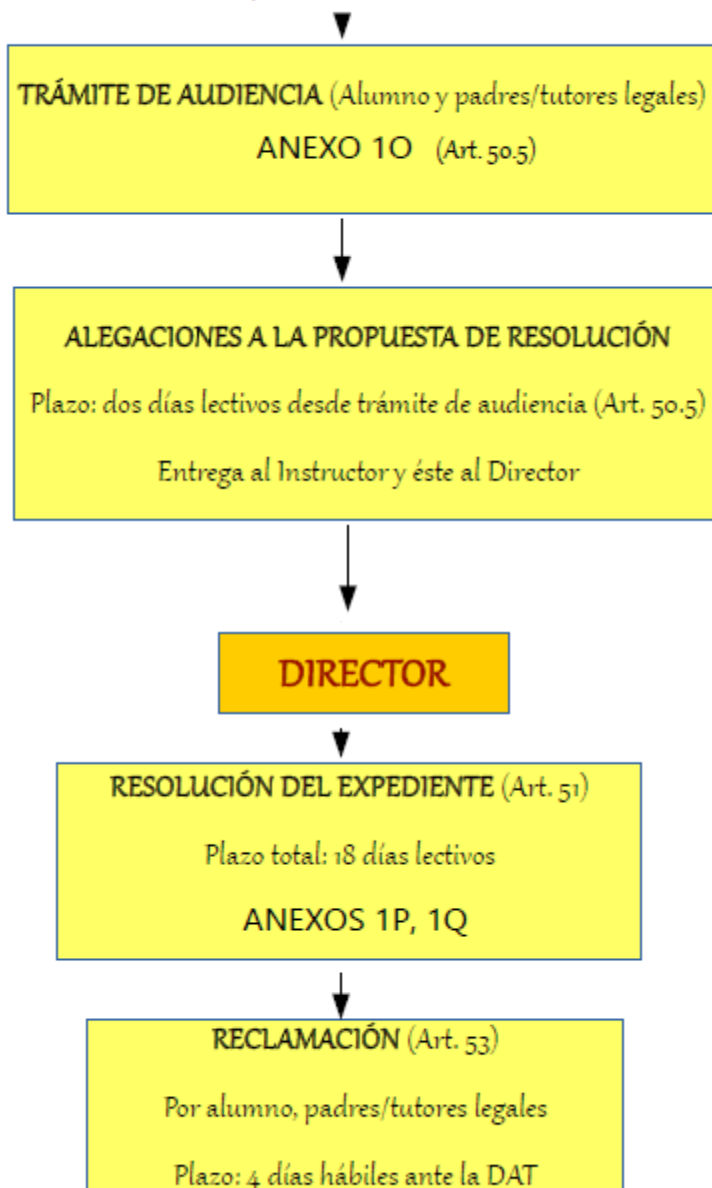 TRÁMITE DE AUDIENCIA (Alumno y padres/tutores legales)
ANEXO 1O (Art. 50.5)
ALEGACIONES A LA PROPUESTA DE RESOLUCIÓN
Plazo: dos días lectivos desde trámite de audiencia (Art. 50.5)
Entrega al Instructor y éste al Director
DIRECTOR
RESOLUCIÓN DEL EXPEDIENTE (Art. 51)
Plazo total: 18 días lectivos
ANEXOS 1P, 1Q
RECLAMACIÓN (Art. 53)
Por alumno, padres/tutores legales
Plazo: 4 días hábiles ante la DAT